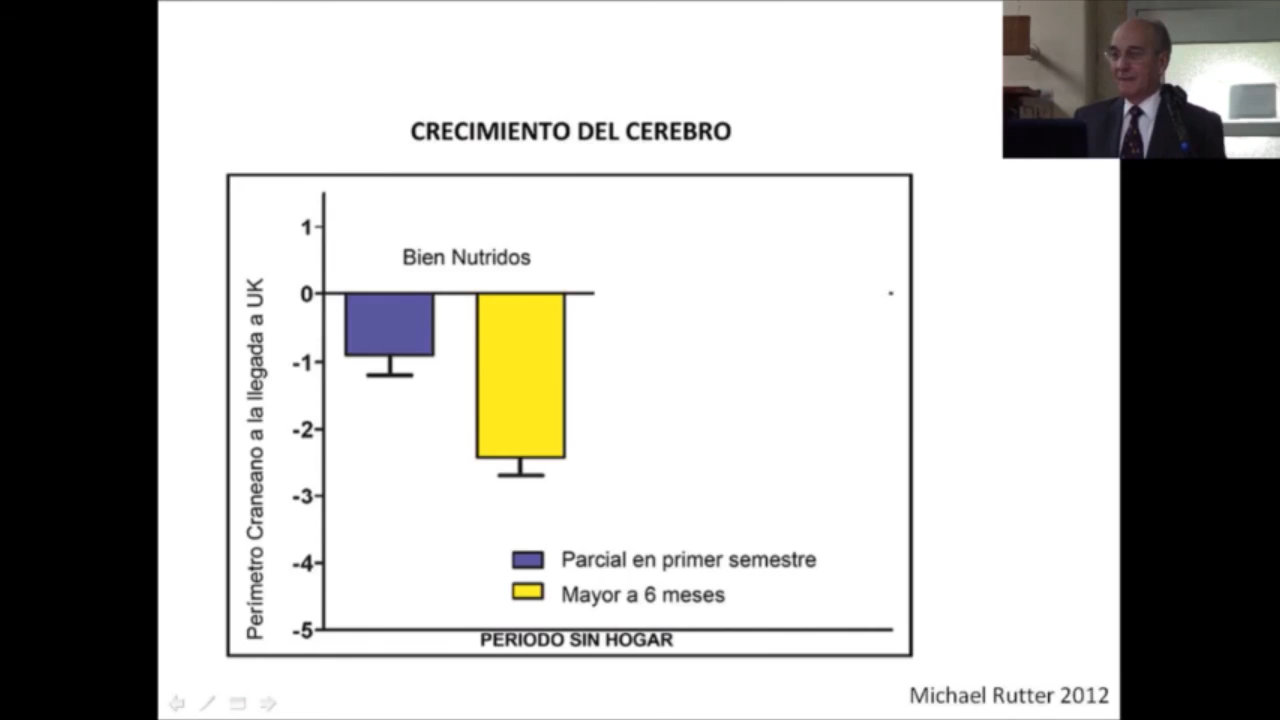 CRECIMIENTO DEL CEREBRO
Perímetro Craneano a la llegada a UK
1
Bien Nutridos
0
-1
-2
-3
-4
-5
Parcial en primer semestre
Mayor a 6 meses
PERIODO SIN HOGAR
Michael Rutter 2012